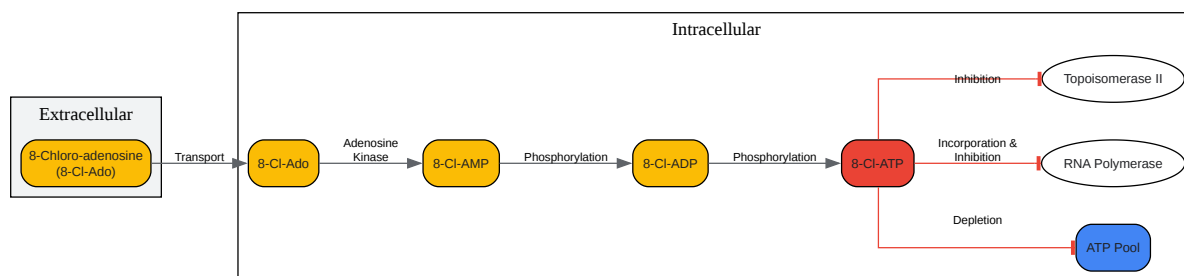 Intracellular
Extracellular
8-Chloro-adenosine
(8-Cl-Ado)
Transport
8-Cl-Ado
Adenosine
Kinase
8-Cl-AMP
Phosphorylation
8-Cl-ADP
Phosphorylation
8-Cl-ATP
Inhibition
Topoisomerase II
Incorporation &
Inhibition
RNA Polymerase
Depletion
ATP Pool